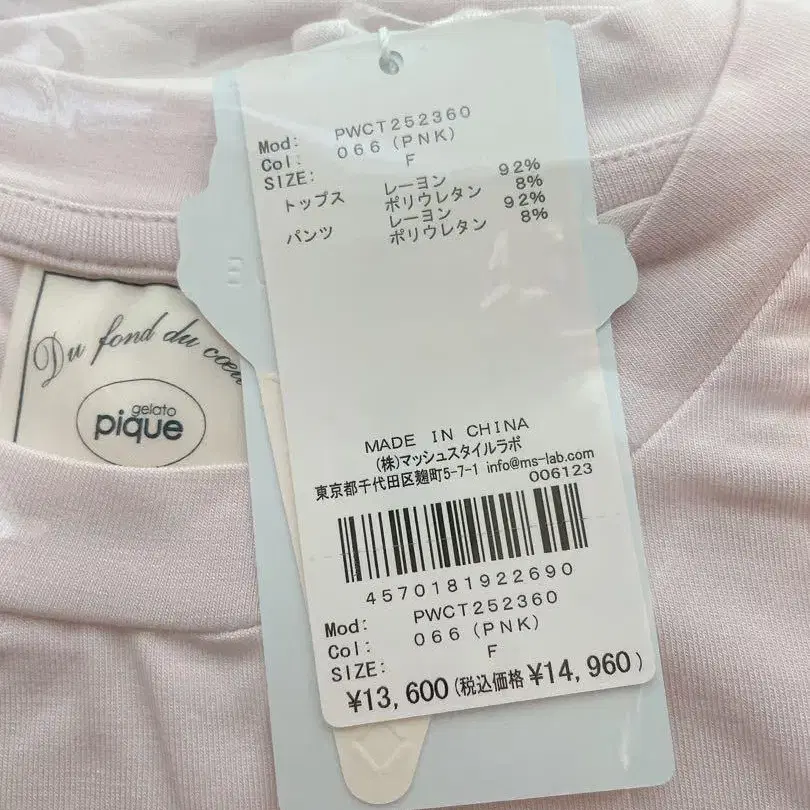 Mod: PWCT252360
Col: 066 (PNK)
SIZE: F
トップス レーヨン 92%
ポリウレタン 8%
パンツ レーヨン 92%
ポリウレタン 8%
MADE IN CHINA
(株)マッシュスタイルラボ
東京都千代田区麹町5-7-1 info@ms-lab.com
006123
4570181922690
Mod: PWCT252360
Col: 066 (PNK)
SIZE: F
¥13,600(税込価格 ¥14,960)
Du fond du cœur
gelato
pique